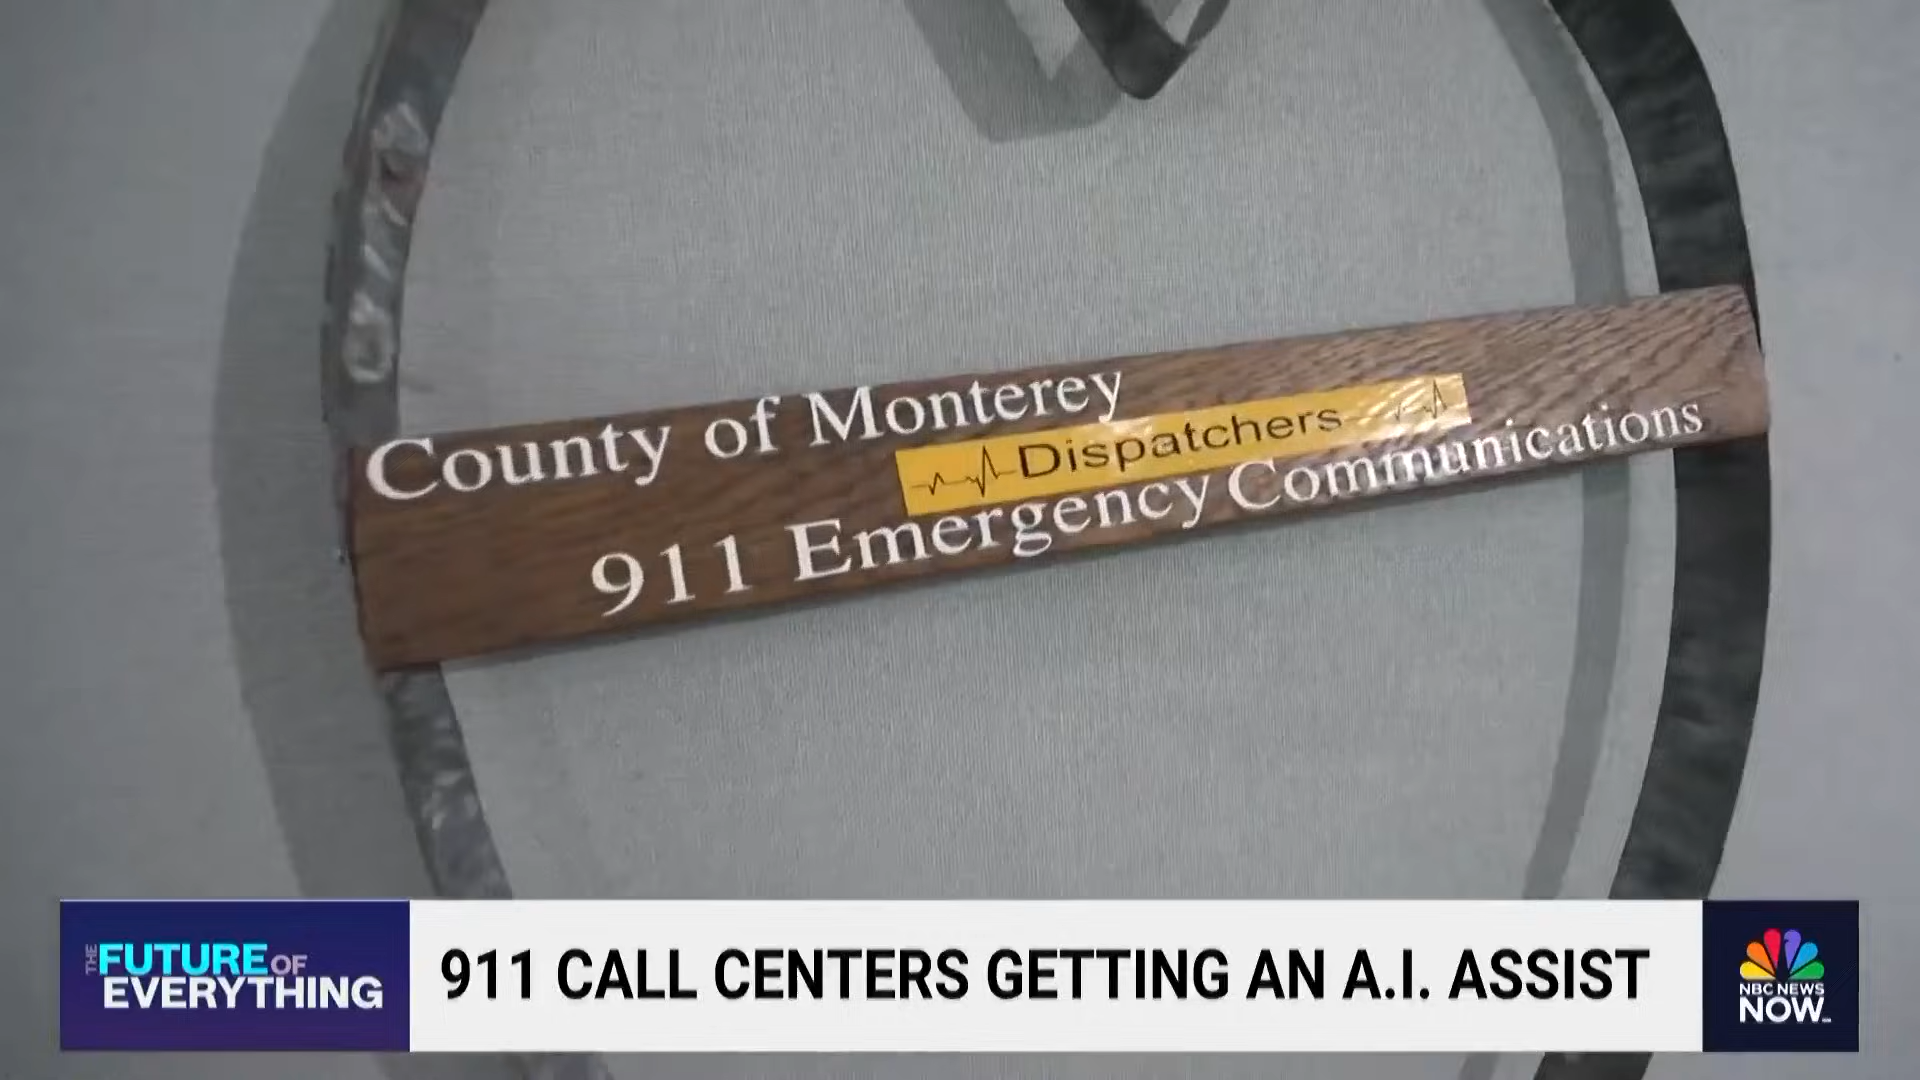 County of Monterey
Dispatchers
911 Emergency Communications
THE FUTURE OF
EVERYTHING
911 CALL CENTERS GETTING AN A.I. ASSIST
NBC NEWS
NOW